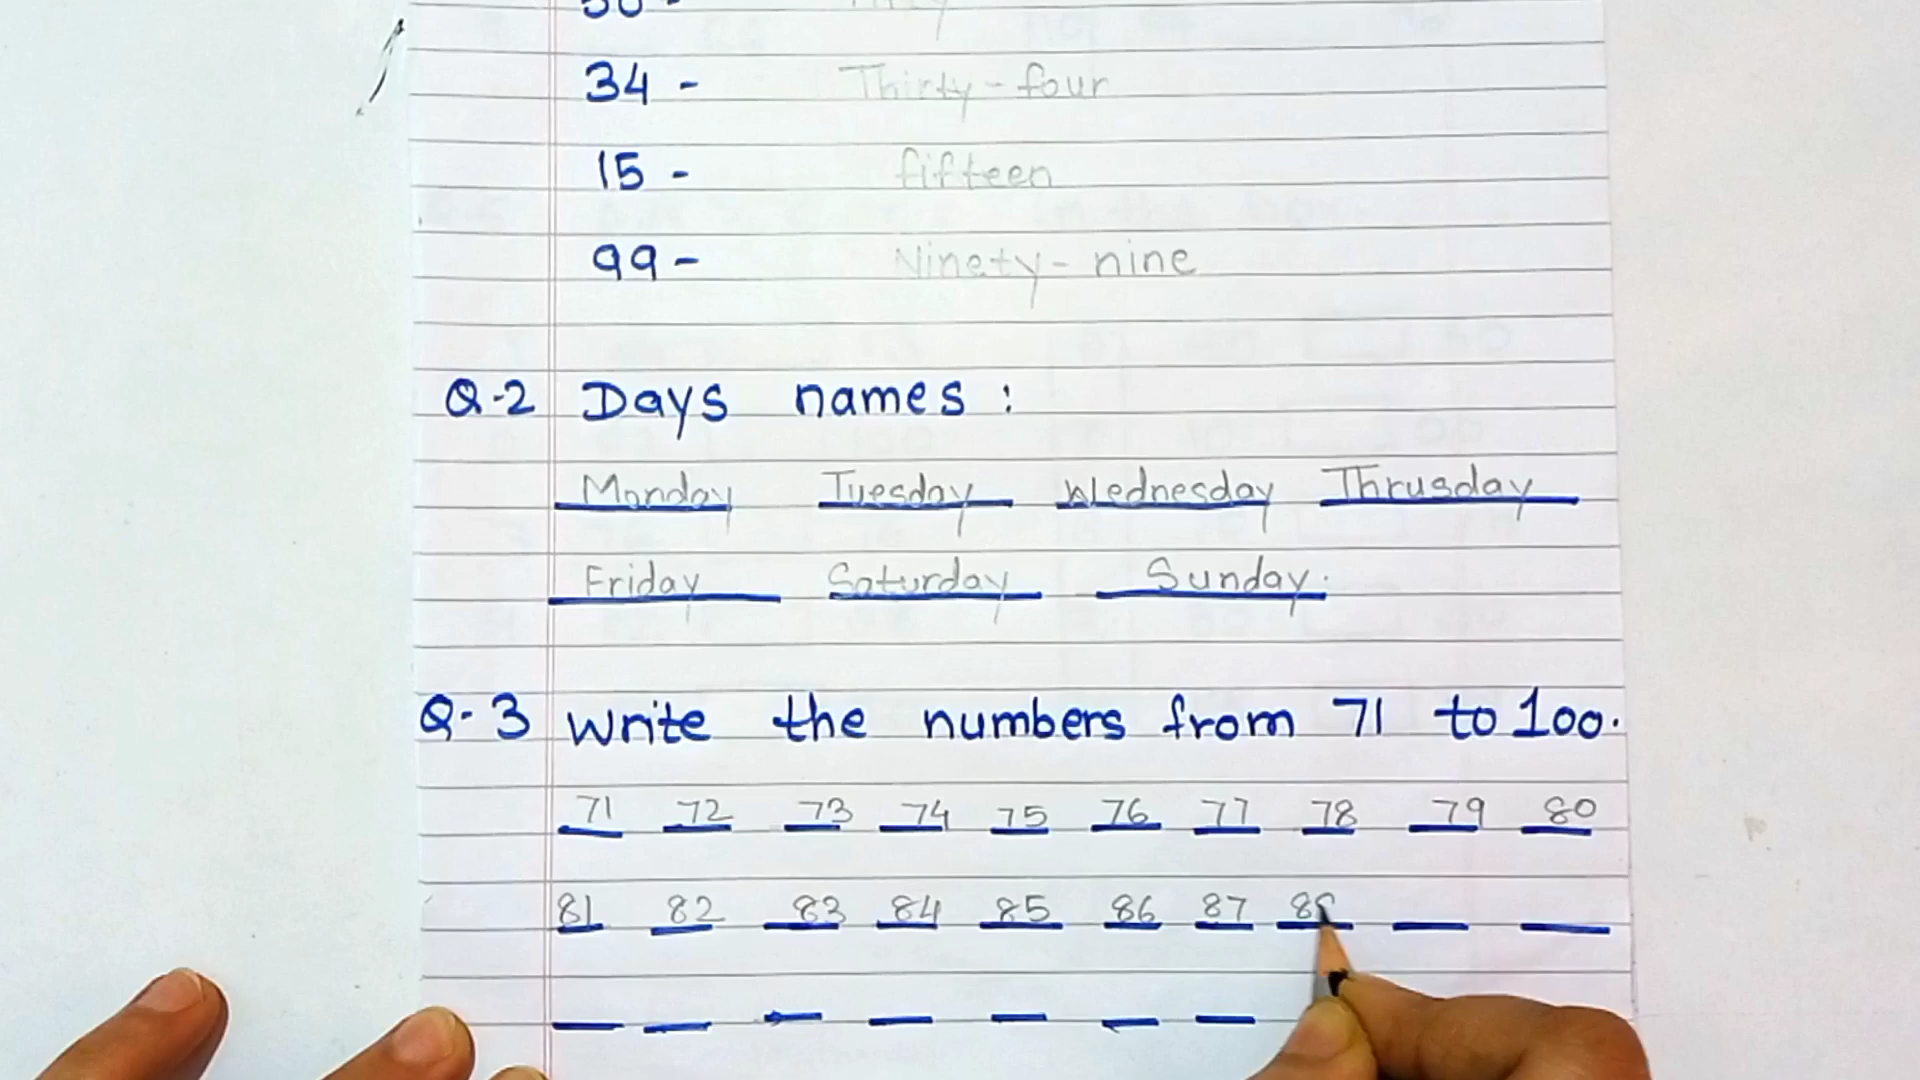 34 - Thirty-four
15 - fifteen
99 - Ninety-nine
Q.2 Days names :
Monday Tuesday Wednesday Thrusday
Friday Saturday Sunday.
Q.3 Write the numbers from 71 to 100.
71 72 73 74 75 76 77 78 79 80
81 82 83 84 85 86 87 88